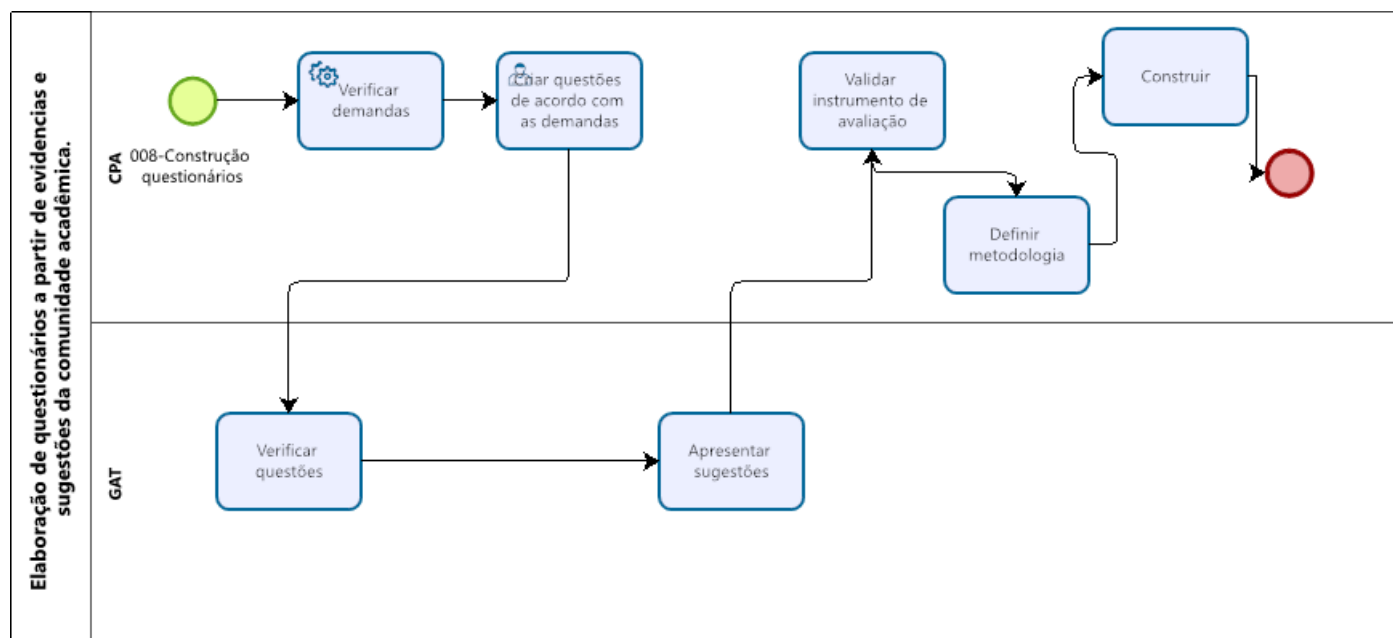 Elaboração de questionários a partir de evidencias e
sugestões da comunidade acadêmica.
CPA
008-Construção
questionários
Verificar
demandas
Criar questões
de acordo com
as demandas
Validar
instrumento de
avaliação
Definir
metodologia
Construir
GAT
Verificar
questões
Apresentar
sugestões